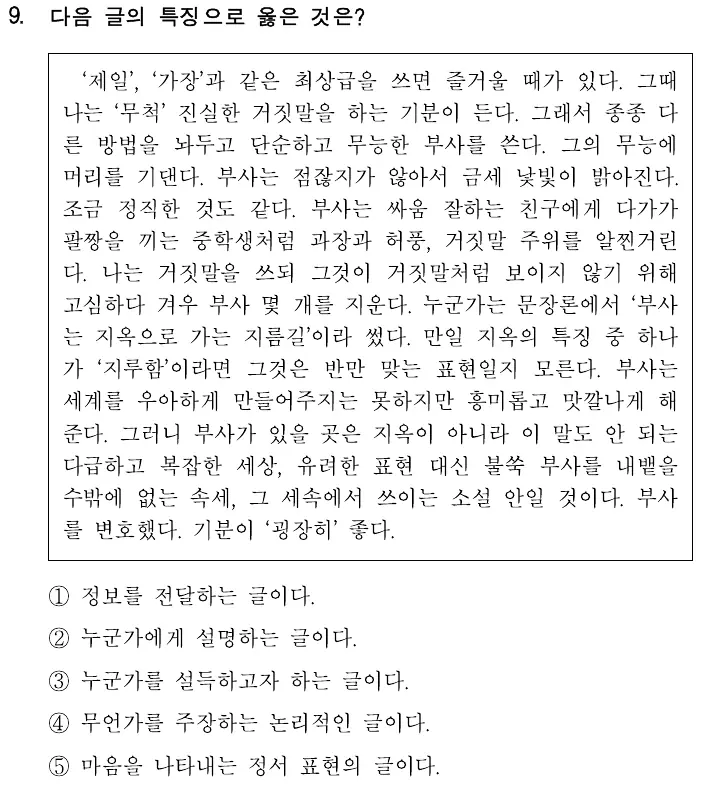 9. 다음 글의 특징으로 옳은 것은?
‘제일’, ‘가장’과 같은 최상급을 쓰면 즐거울 때가 있다. 그때
나는 ‘무척’ 진실한 거짓말을 하는 기분이 든다. 그래서 종종 다
른 방법을 놔두고 단순하고 무능한 부사를 쓴다. 그의 무능에
머리를 기댄다. 부사는 점잖지가 않아서 금세 낯빛이 밝아진다.
조금 정직한 것도 같다. 부사는 싸움 잘하는 친구에게 다가가
팔짱을 끼는 중학생처럼 과장과 허풍, 거짓말 주위를 알찐거린
다. 나는 거짓말을 쓰되 그것이 거짓말처럼 보이지 않기 위해
고심하다 겨우 부사 몇 개를 지운다. 누군가는 문장론에서 ‘부사
는 지옥으로 가는 지름길’이라 썼다. 만일 지옥의 특징 중 하나
가 ‘지루함’이라면 그것은 반만 맞는 표현일지 모른다. 부사는
세계를 우아하게 만들어주지는 못하지만 흥미롭고 맛깔나게 해
준다. 그러니 부사가 있을 곳은 지옥이 아니라 이 말도 안 되는
다급하고 복잡한 세상, 유려한 표현 대신 불쑥 부사를 내뱉을
수밖에 없는 속세, 그 세속에서 쓰이는 소설 안일 것이다. 부사
를 변호했다. 기분이 ‘굉장히’ 좋다.
① 정보를 전달하는 글이다.
② 누군가에게 설명하는 글이다.
③ 누군가를 설득하고자 하는 글이다.
④ 무언가를 주장하는 논리적인 글이다.
⑤ 마음을 나타내는 정서 표현의 글이다.